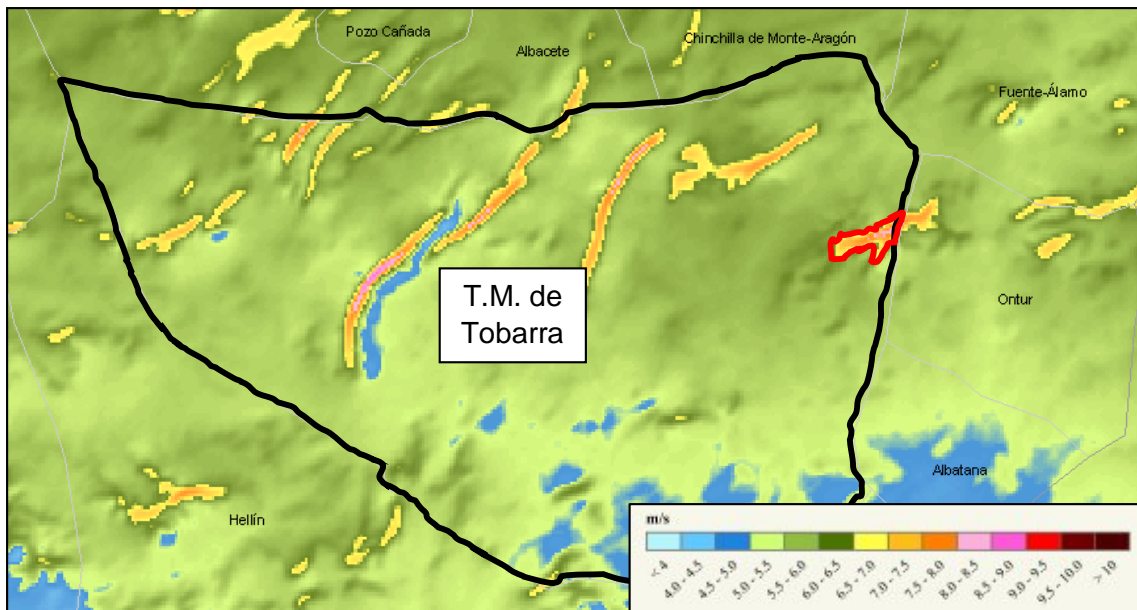 Pozo Cañada
Albacete
Chinchilla de Monte-Aragón
Fuente-Álamo
T.M. de
Tobarra
Ontur
Albatana
Hellín
m/s
< 4
4.0 - 4.5
4.5 - 5.0
5.0 - 5.5
5.5 - 6.0
6.0 - 6.5
6.5 - 7.0
7.0 - 7.5
7.5 - 8.0
8.0 - 8.5
8.5 - 9.0
9.0 - 9.5
9.5 - 10.0
> 10